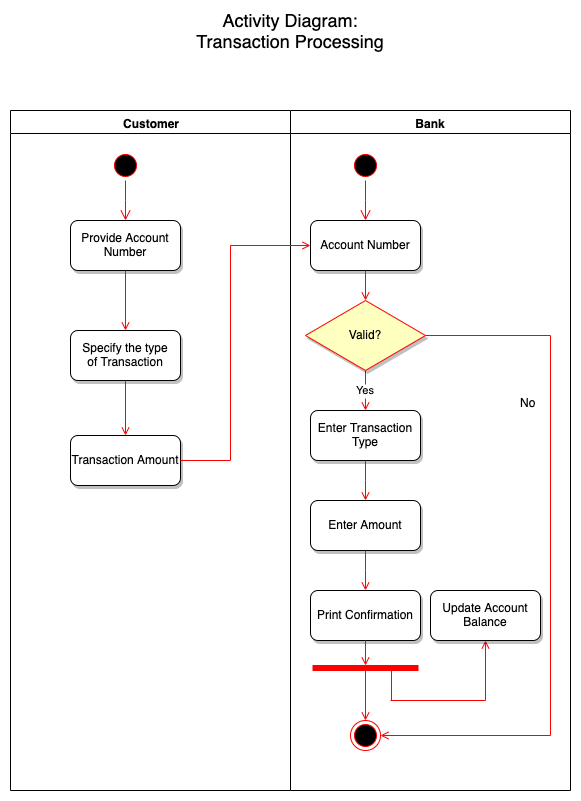 Activity Diagram:
Transaction Processing
Customer
Bank
Provide Account
Number
Account Number
Specify the type
of Transaction
Valid?
Yes
No
Enter Transaction
Type
Transaction Amount
Enter Amount
Print Confirmation
Update Account
Balance